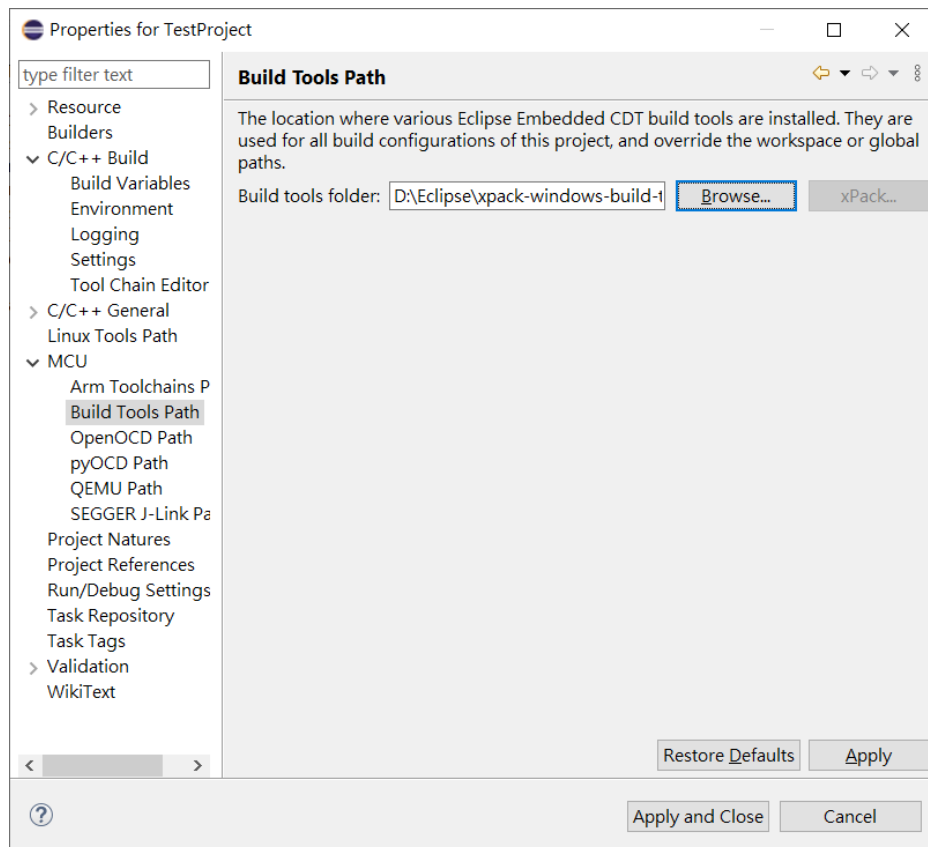 Properties for TestProject
type filter text
Resource
Builders
C/C++ Build
Build Variables
Environment
Logging
Settings
Tool Chain Editor
C/C++ General
Linux Tools Path
MCU
Arm Toolchains P
Build Tools Path
OpenOCD Path
pyOCD Path
QEMU Path
SEGGER J-Link Pa
Project Natures
Project References
Run/Debug Settings
Task Repository
Task Tags
Validation
WikiText
Build Tools Path
The location where various Eclipse Embedded CDT build tools are installed. They are
used for all build configurations of this project, and override the workspace or global
paths.
Build tools folder: D:\Eclipse\xpack-windows-build-t Browse... xPack...
Restore Defaults Apply
Apply and Close Cancel